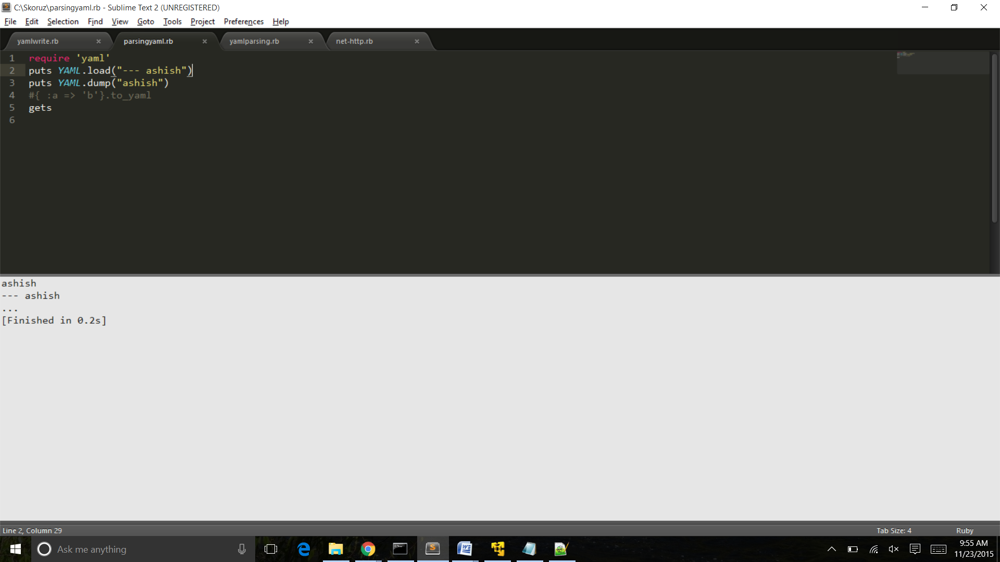 C:\Skoruz\parsingyaml.rb - Sublime Text 2 (UNREGISTERED)
File Edit Selection Find View Goto Tools Project Preferences Help
yamlwrite.rb × parsingyaml.rb × yamlparsing.rb × net-http.rb ×
1 require 'yaml'
2 puts YAML.load("--- ashish")
3 puts YAML.dump("ashish")
4 #{ :a => 'b'}.to_yaml
5 gets
6
ashish
--- ashish
...
[Finished in 0.2s]
Line 2, Column 29 Tab Size: 4 Ruby
Ask me anything
9:55 AM
11/23/2015